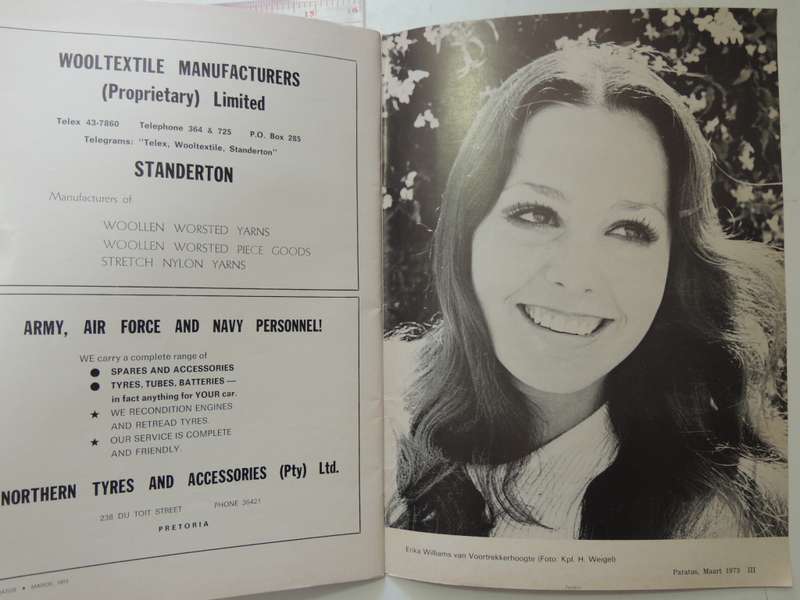 WOOLTEXTILE MANUFACTURERS
(Proprietary) Limited
Telex 43-7860 Telephone 364 & 725 P.O. Box 285
Telegrams: "Telex, Wooltextile, Standerton"
STANDERTON
Manufacturers of
WOOLLEN WORSTED YARNS
WOOLLEN WORSTED PIECE GOODS
STRETCH NYLON YARNS
ARMY, AIR FORCE AND NAVY PERSONNEL!
WE carry a complete range of
● SPARES AND ACCESSORIES
● TYRES, TUBES, BATTERIES —
in fact anything for YOUR car.
★ WE RECONDITION ENGINES
AND RETREAD TYRES.
★ OUR SERVICE IS COMPLETE
AND FRIENDLY.
NORTHERN TYRES AND ACCESSORIES (Pty) Ltd.
238 DU TOIT STREET PHONE 36421
PRETORIA
• MARCH, 1973
Erika Williams van Voortrekkerhoogte (Foto: Kpl. H. Weigel)
Paratus, Maart 1973 III